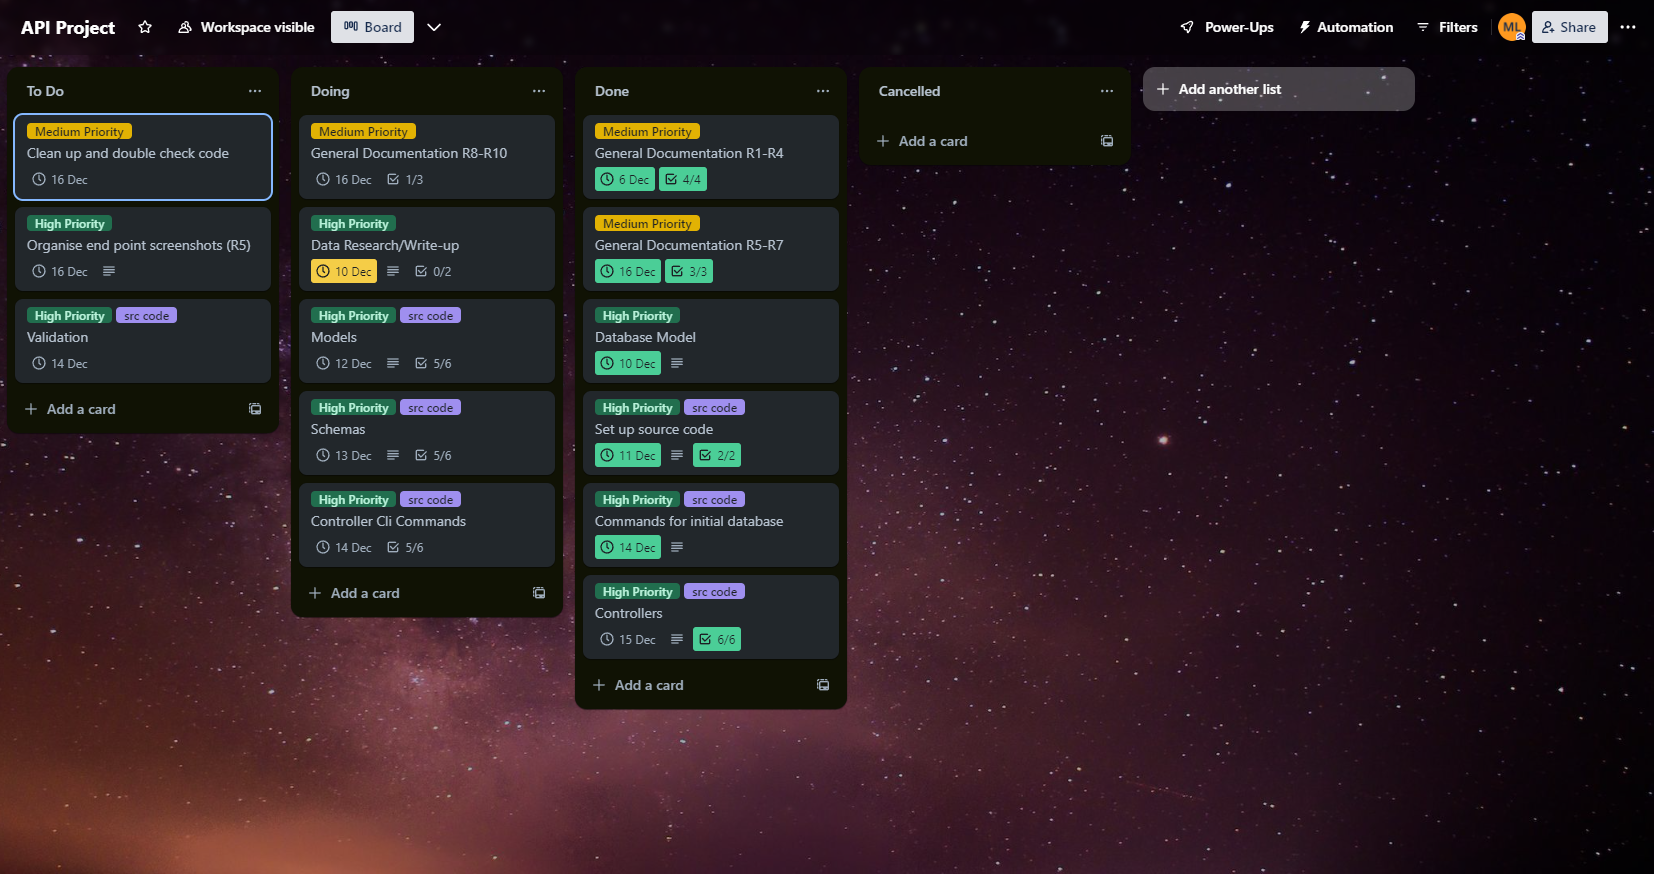 API Project
Workspace visible
Board
Power-Ups
Automation
Filters
ML
Share
To Do
Medium Priority
Clean up and double check code
16 Dec
High Priority
Organise end point screenshots (R5)
16 Dec
High Priority src code
Validation
14 Dec
Add a card
Doing
Medium Priority
General Documentation R8-R10
16 Dec 1/3
High Priority
Data Research/Write-up
10 Dec 0/2
High Priority src code
Models
12 Dec 5/6
High Priority src code
Schemas
13 Dec 5/6
High Priority src code
Controller Cli Commands
14 Dec 5/6
Add a card
Done
Medium Priority
General Documentation R1-R4
6 Dec 4/4
Medium Priority
General Documentation R5-R7
16 Dec 3/3
High Priority
Database Model
10 Dec
High Priority src code
Set up source code
11 Dec 2/2
High Priority src code
Commands for initial database
14 Dec
High Priority src code
Controllers
15 Dec 6/6
Add a card
Cancelled
Add a card
Add another list